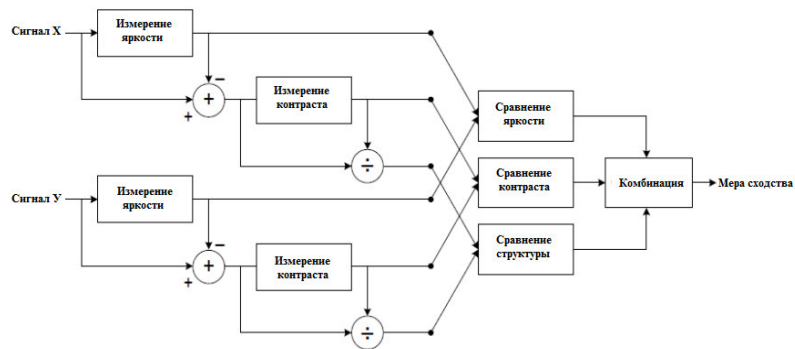 Сигнал X
Измерение
яркости
−
+
+
Измерение
контраста
÷
Сравнение
яркости
Сигнал У
Измерение
яркости
Сравнение
контраста
Комбинация
Мера сходства
−
+
+
Измерение
контраста
÷
Сравнение
структуры